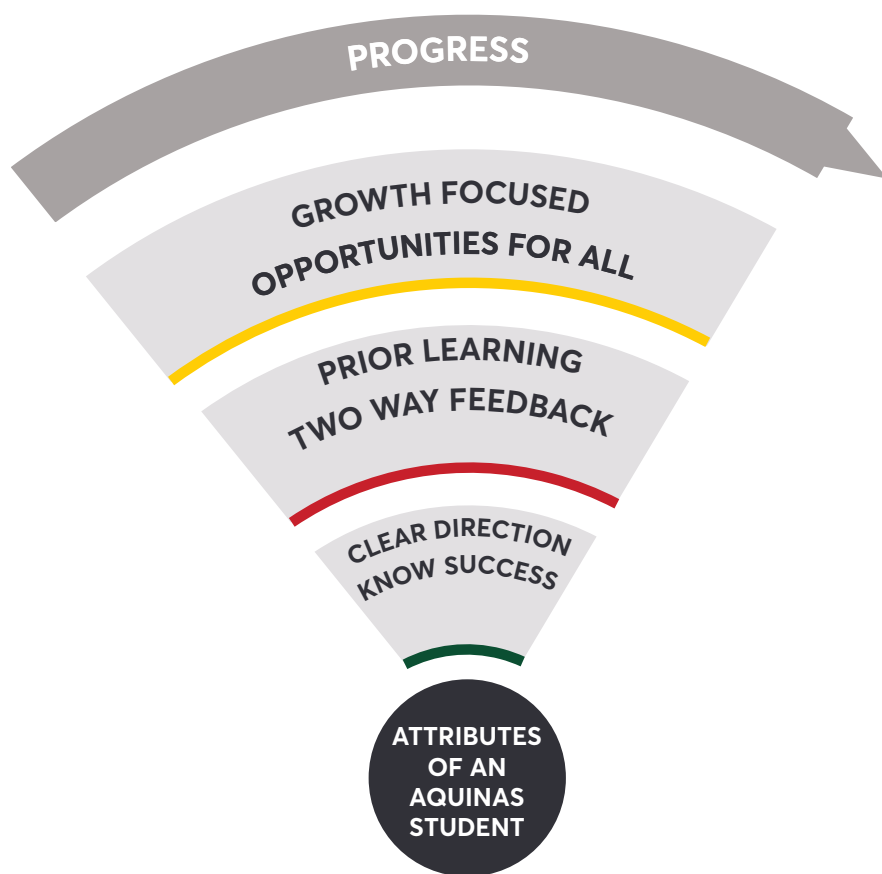 PROGRESS
GROWTH FOCUSED
OPPORTUNITIES FOR ALL
PRIOR LEARNING
TWO WAY FEEDBACK
CLEAR DIRECTION
KNOW SUCCESS
ATTRIBUTES
OF AN
AQUINAS
STUDENT